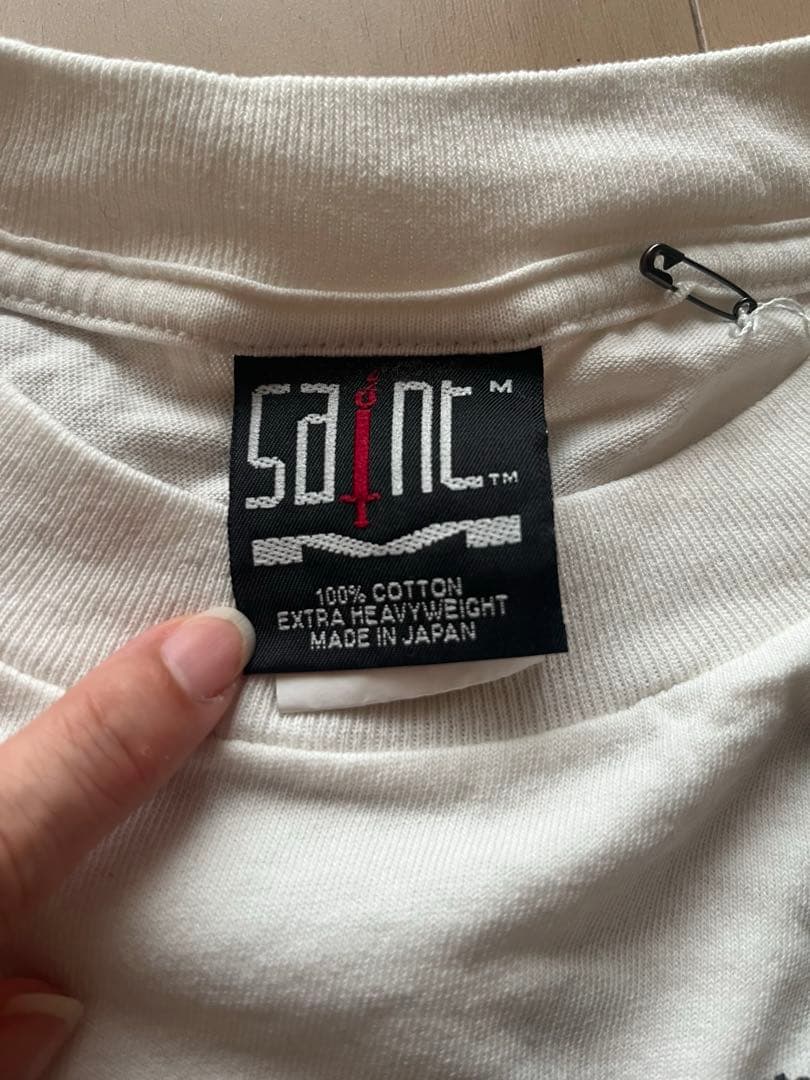 saint M
™
100% COTTON
EXTRA HEAVYWEIGHT
MADE IN JAPAN